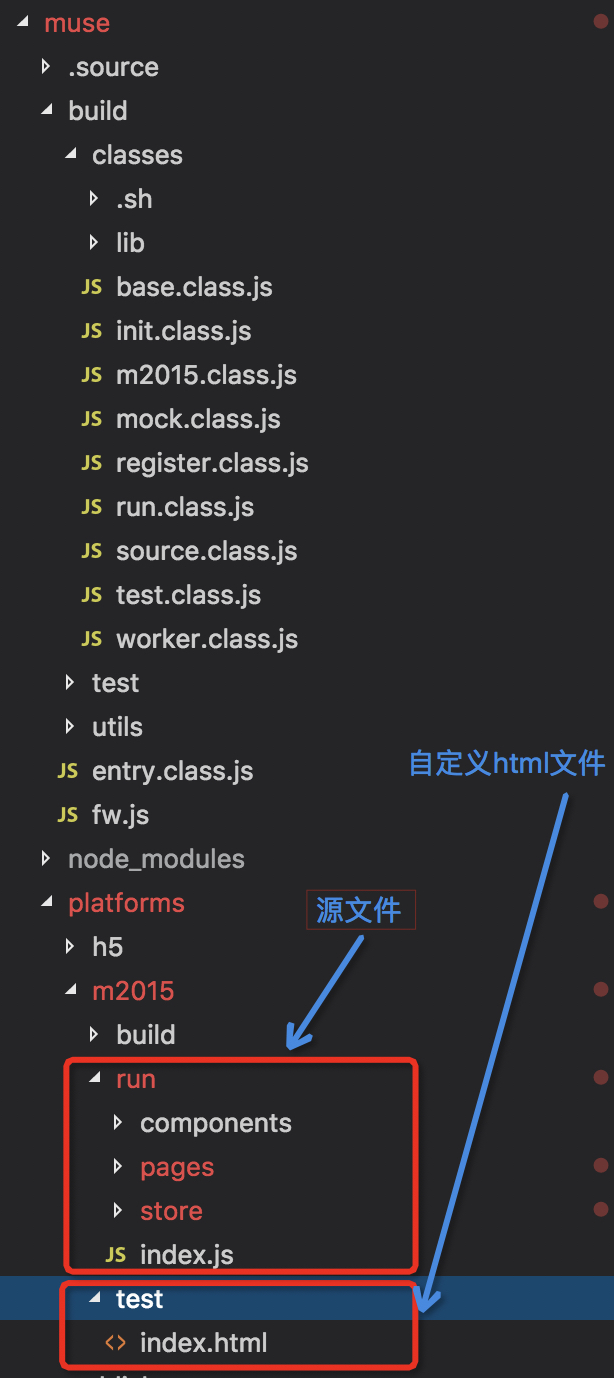 muse
.source
build
classes
.sh
lib
JS base.class.js
JS init.class.js
JS m2015.class.js
JS mock.class.js
JS register.class.js
JS run.class.js
JS source.class.js
JS test.class.js
JS worker.class.js
test
utils
自定义html文件
JS entry.class.js
JS fw.js
node_modules
platforms
源文件
h5
m2015
build
run
components
pages
store
JS index.js
test
<> index.html